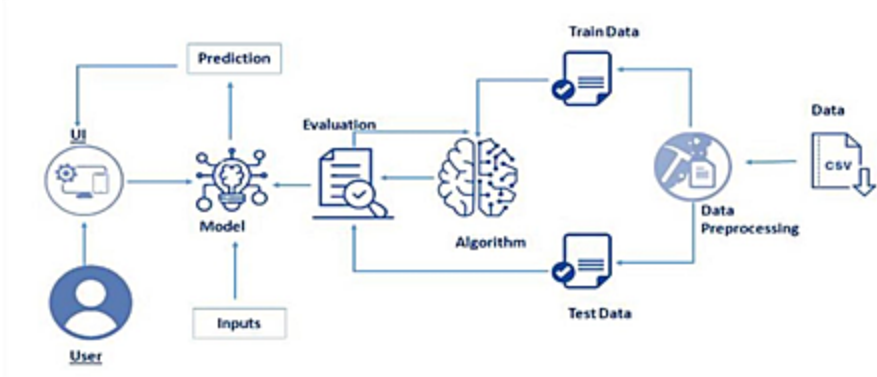 Train Data
Prediction
Data
Evaluation
UI
CSV
Model
Data
Preprocessing
Algorithm
Inputs
Test Data
User